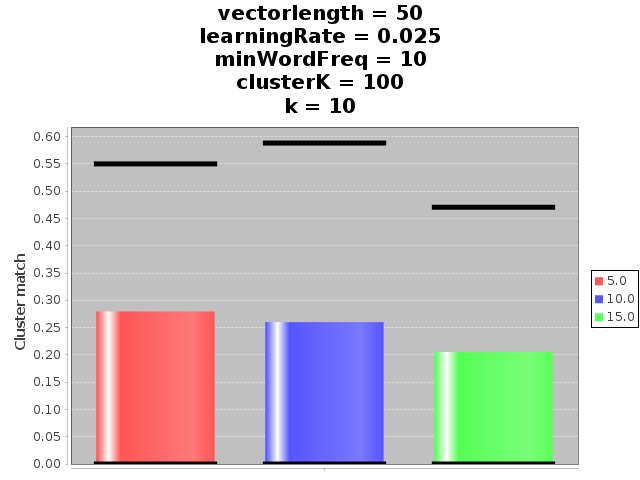 vectorlength = 50
learningRate = 0.025
minWordFreq = 10
clusterK = 100
k = 10
0.60
0.55
0.50
0.45
0.40
0.35
0.30
0.25
0.20
0.15
0.10
0.05
0.00
Cluster match
5.0
10.0
15.0